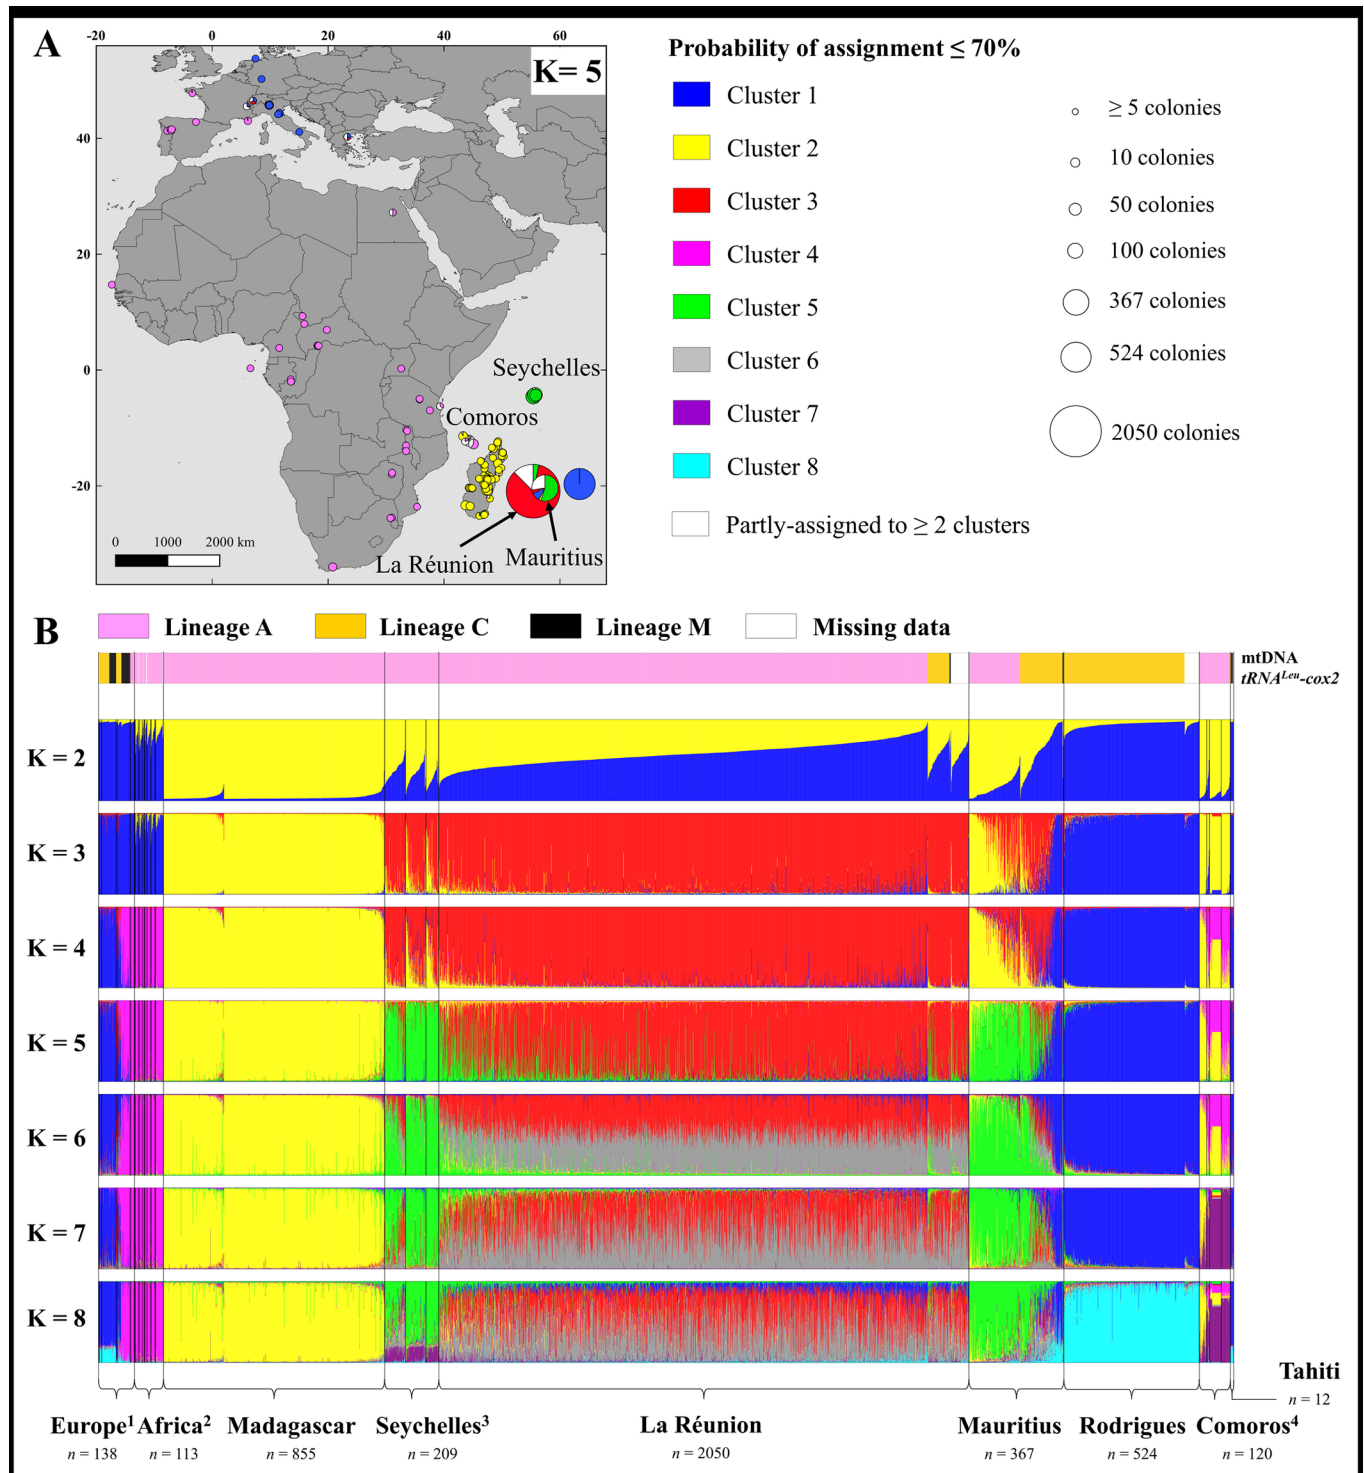 A
-20 0 20 40 60
K= 5
40
20
0
-20
Seychelles
Comoros
La Réunion
Mauritius
0 1000 2000 km
Probability of assignment ≤ 70%
Cluster 1
Cluster 2
Cluster 3
Cluster 4
Cluster 5
Cluster 6
Cluster 7
Cluster 8
Partly-assigned to ≥ 2 clusters
≥ 5 colonies
10 colonies
50 colonies
100 colonies
367 colonies
524 colonies
2050 colonies
B
Lineage A Lineage C Lineage M Missing data
mtDNA
tRNA^Leu-cox2
K = 2
K = 3
K = 4
K = 5
K = 6
K = 7
K = 8
Tahiti
n = 12
Europe¹ Africa² Madagascar Seychelles³ La Réunion Mauritius Rodrigues Comoros⁴
n = 138 n = 113 n = 855 n = 209 n = 2050 n = 367 n = 524 n = 120